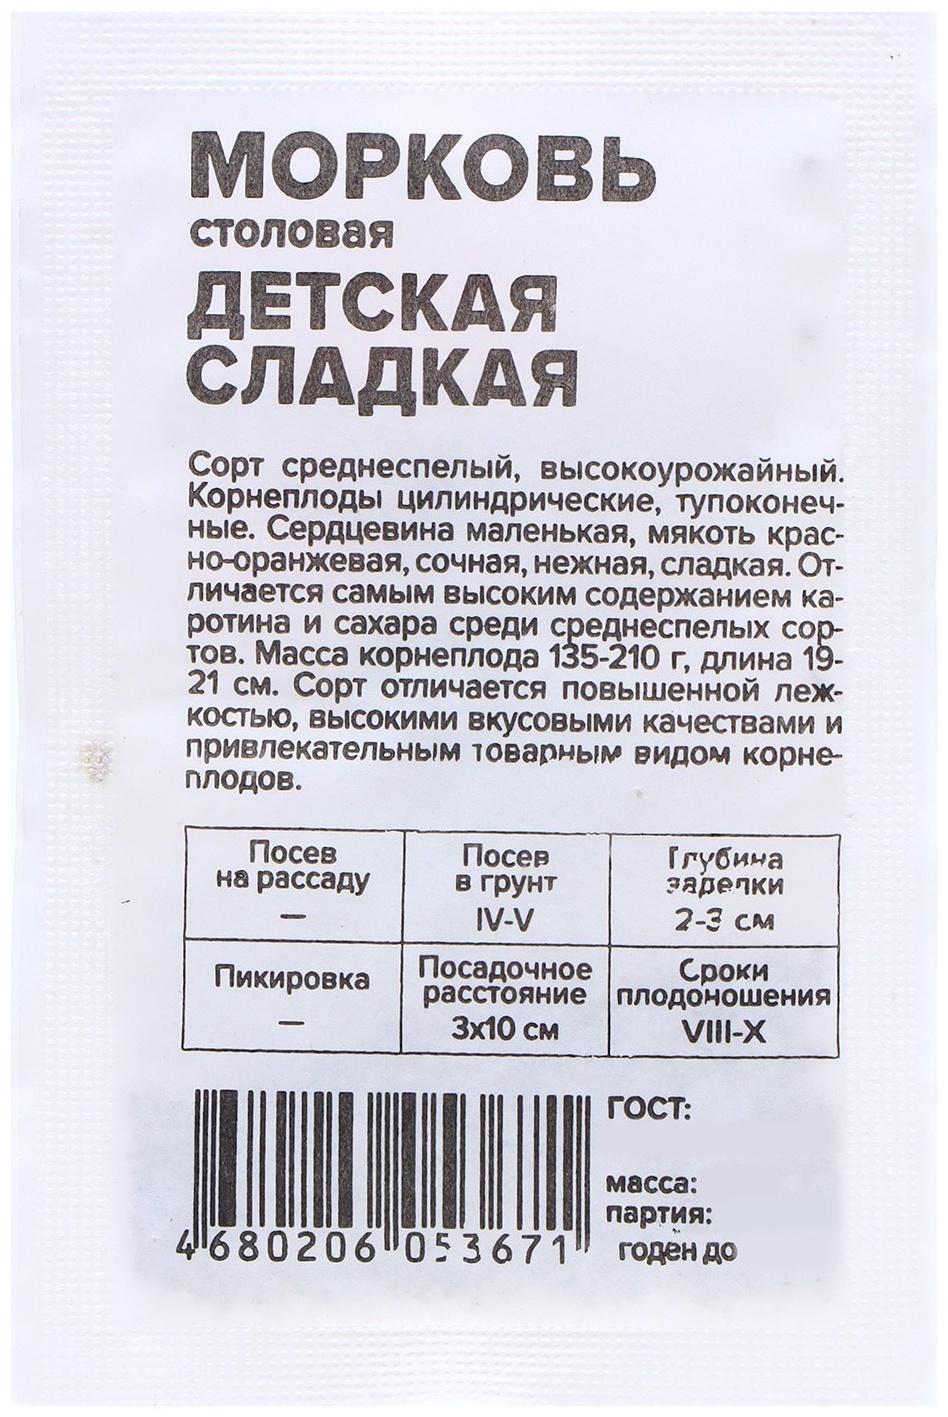 МОРКОВЬ
столовая
ДЕТСКАЯ
СЛАДКАЯ
Сорт среднеспелый, высокоурожайный.
Корнеплоды цилиндрические, тупоконеч-
ные. Сердцевина маленькая, мякоть крас-
но-оранжевая, сочная, нежная, сладкая. От-
личается самым высоким содержанием ка-
ротина и сахара среди среднеспелых сор-
тов. Масса корнеплода 135-210 г, длина 19-
21 см. Сорт отличается повышенной леж-
костью, высокими вкусовыми качествами и
привлекательным товарным видом корне-
плодов.
Посев
на рассаду
—
Посев
в грунт
IV-V
Глубина
заделки
2-3 см
Пикировка
—
Посадочное
расстояние
3х10 см
Сроки
плодоношения
VIII-X
4 680206 053671
ГОСТ:
масса:
партия:
годен до